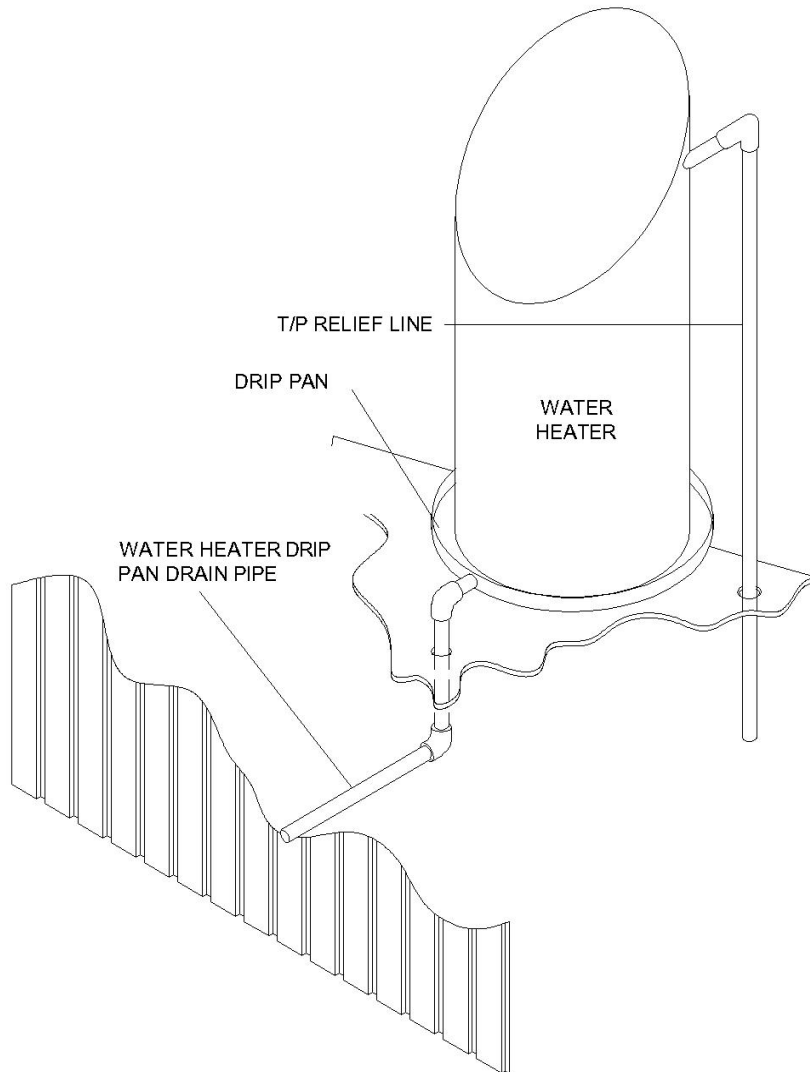 T/P RELIEF LINE
DRIP PAN
WATER
HEATER
WATER HEATER DRIP
PAN DRAIN PIPE